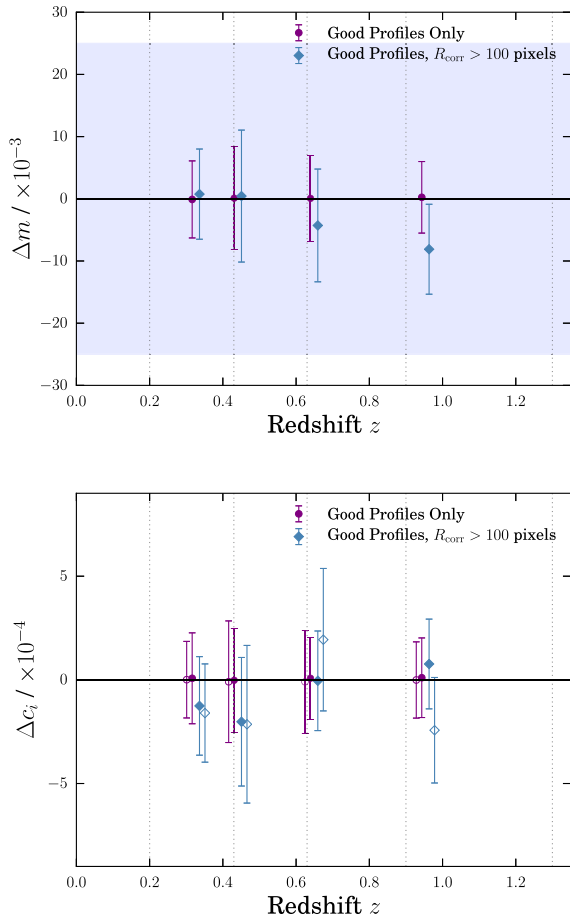 30
20
10
0
−10
−20
−30
Δm / ×10⁻³
Good Profiles Only
Good Profiles, R_corr > 100 pixels
0.0 0.2 0.4 0.6 0.8 1.0 1.2
Redshift z
5
0
−5
Δc_i / ×10⁻⁴
Good Profiles Only
Good Profiles, R_corr > 100 pixels
0.0 0.2 0.4 0.6 0.8 1.0 1.2
Redshift z